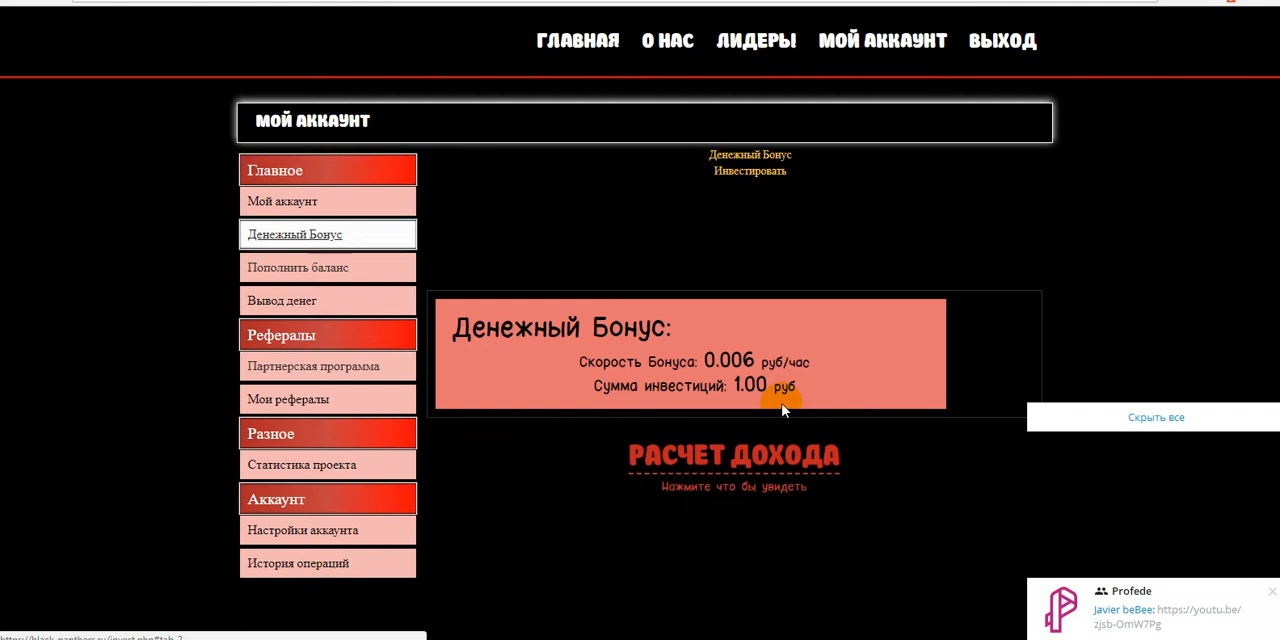 ГЛАВНАЯ О НАС ЛИДЕРЫ МОЙ АККАУНТ ВЫХОД
МОЙ АККАУНТ
Денежный Бонус
Инвестировать
Главное
Мой аккаунт
Денежный Бонус
Пополнить баланс
Вывод денег
Рефералы
Партнерская программа
Мои рефералы
Разное
Статистика проекта
Аккаунт
Настройки аккаунта
История операций
Денежный Бонус:
Скорость Бонуса: 0.006 руб/час
Сумма инвестиций: 1.00 руб
РАСЧЕТ ДОХОДА
Нажмите что бы увидеть
Скрыть все
Profede
Javier beBee: https://youtu.be/
zjsb-OmW7Pg